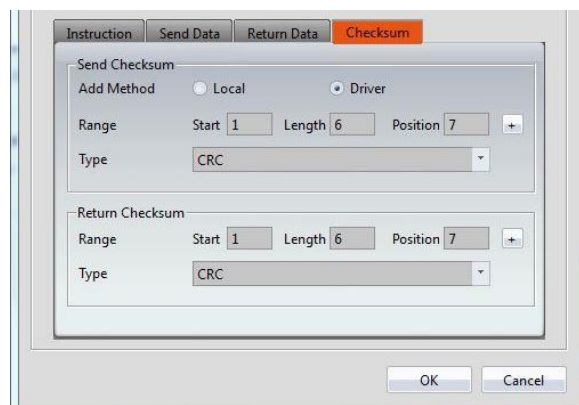 Instruction Send Data Return Data Checksum
Send Checksum
Add Method Local Driver
Range Start 1 Length 6 Position 7 +
Type CRC
Return Checksum
Range Start 1 Length 6 Position 7 +
Type CRC
OK Cancel